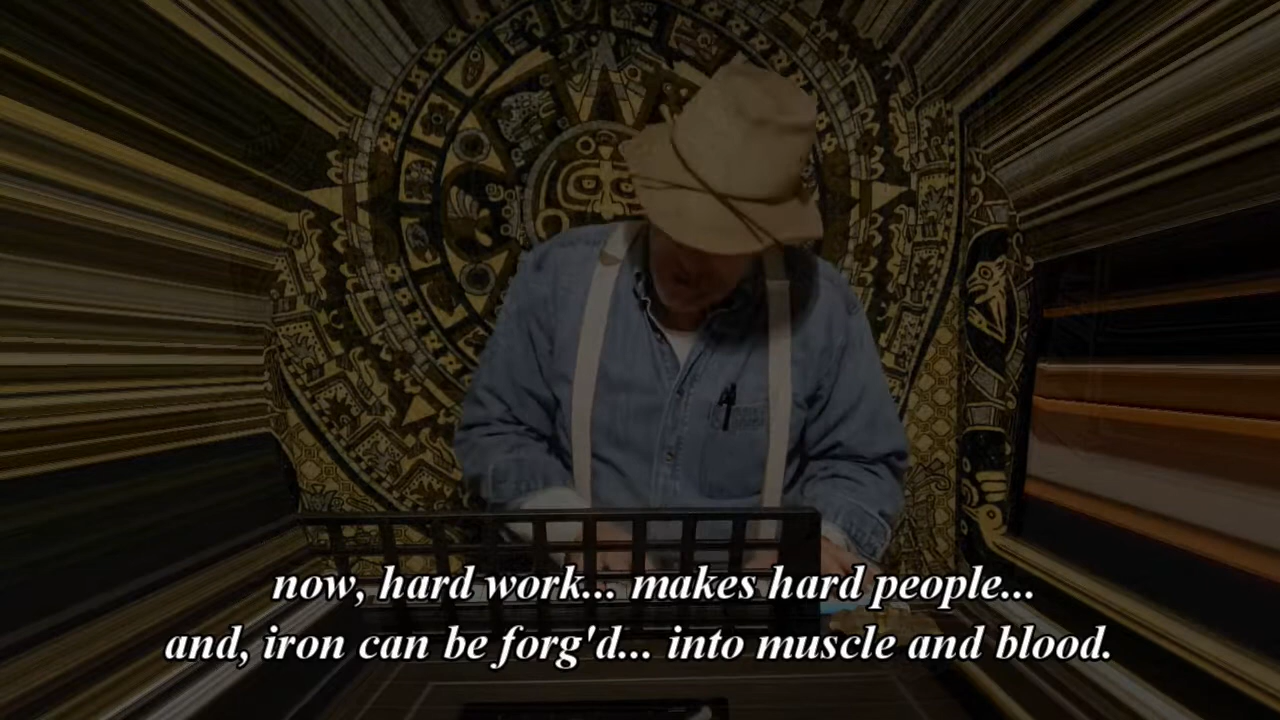 now, hard work... makes hard people...
and, iron can be forg'd... into muscle and blood.